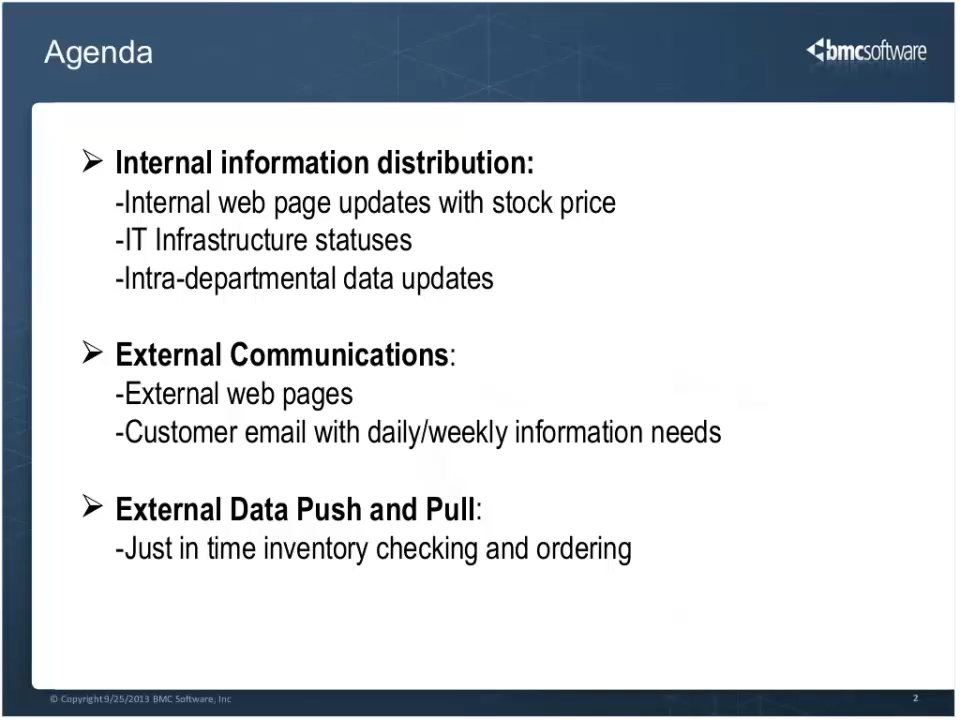 Agenda
bmcsoftware
➢ Internal information distribution:
-Internal web page updates with stock price
-IT Infrastructure statuses
-Intra-departmental data updates
➢ External Communications:
-External web pages
-Customer email with daily/weekly information needs
➢ External Data Push and Pull:
-Just in time inventory checking and ordering
© Copyright 9/25/2013 BMC Software, Inc
2